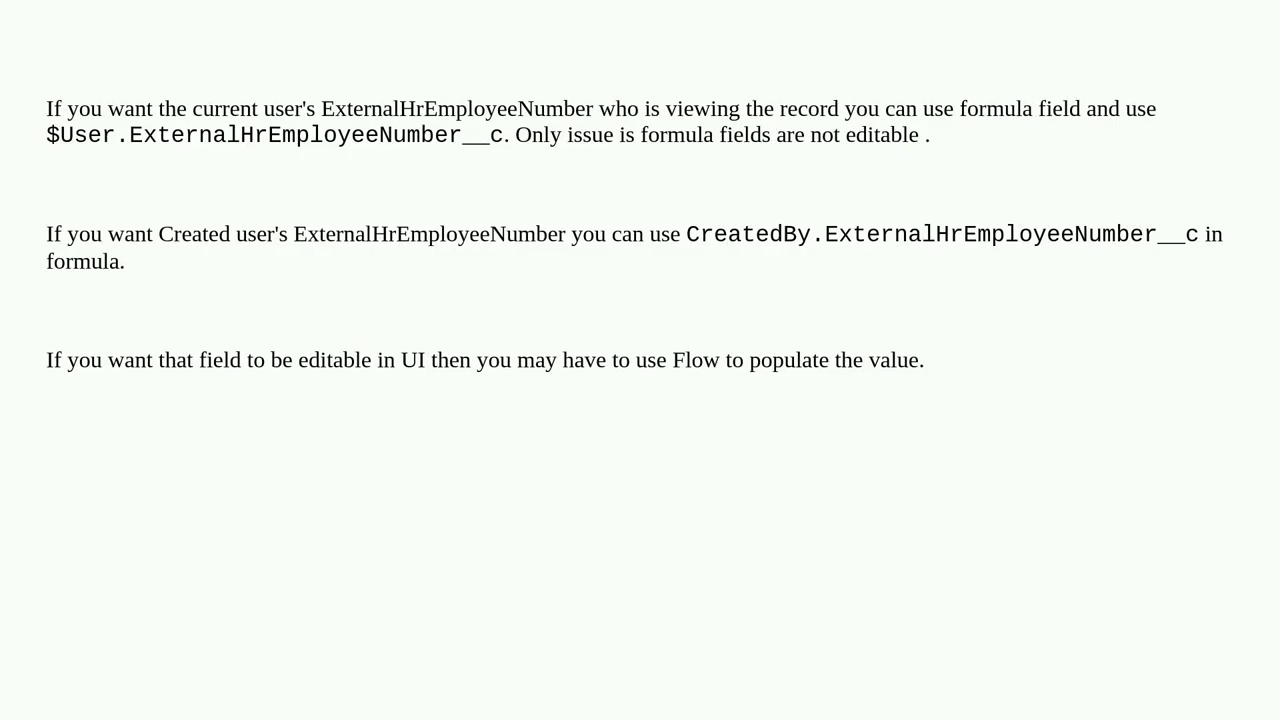 If you want the current user's ExternalHrEmployeeNumber who is viewing the record you can use formula field and use
$User.ExternalHrEmployeeNumber__c. Only issue is formula fields are not editable .
If you want Created user's ExternalHrEmployeeNumber you can use CreatedBy.ExternalHrEmployeeNumber__c in
formula.
If you want that field to be editable in UI then you may have to use Flow to populate the value.